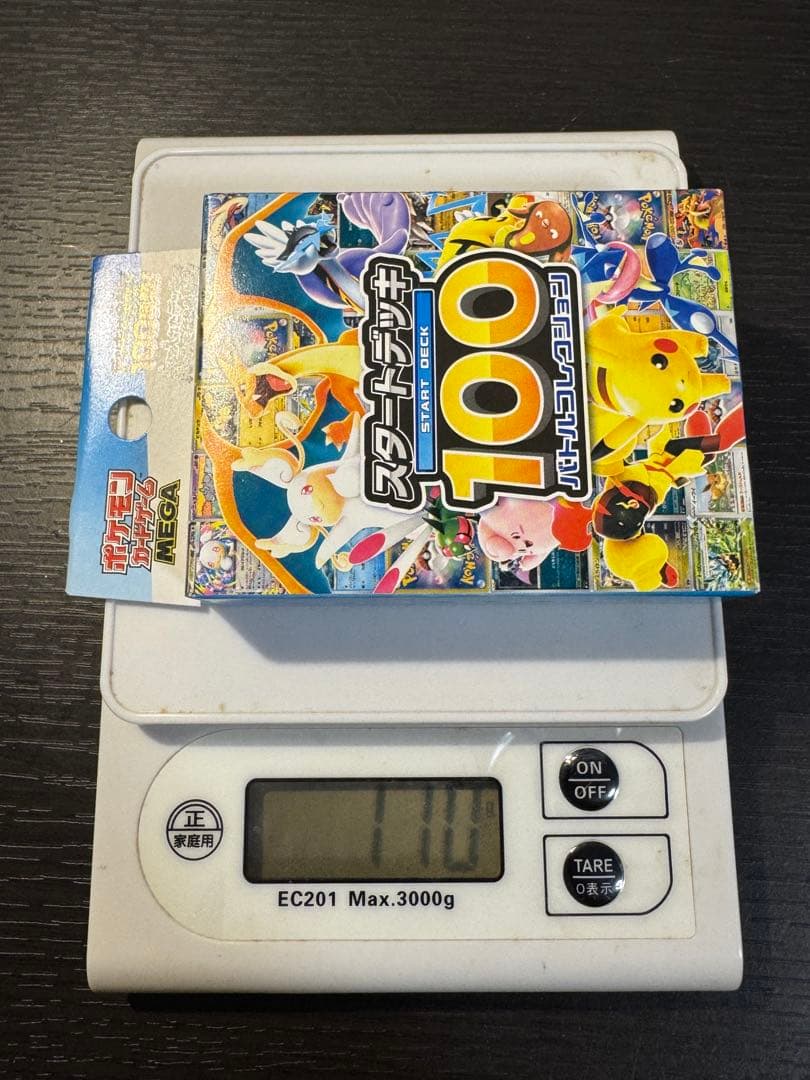 ポケモン
カードゲーム
MEGA
スタートデッキ
START DECK
100
バトルコレクション
170
g
正
家庭用
EC201 Max.3000g
ON
OFF
TARE
0表示